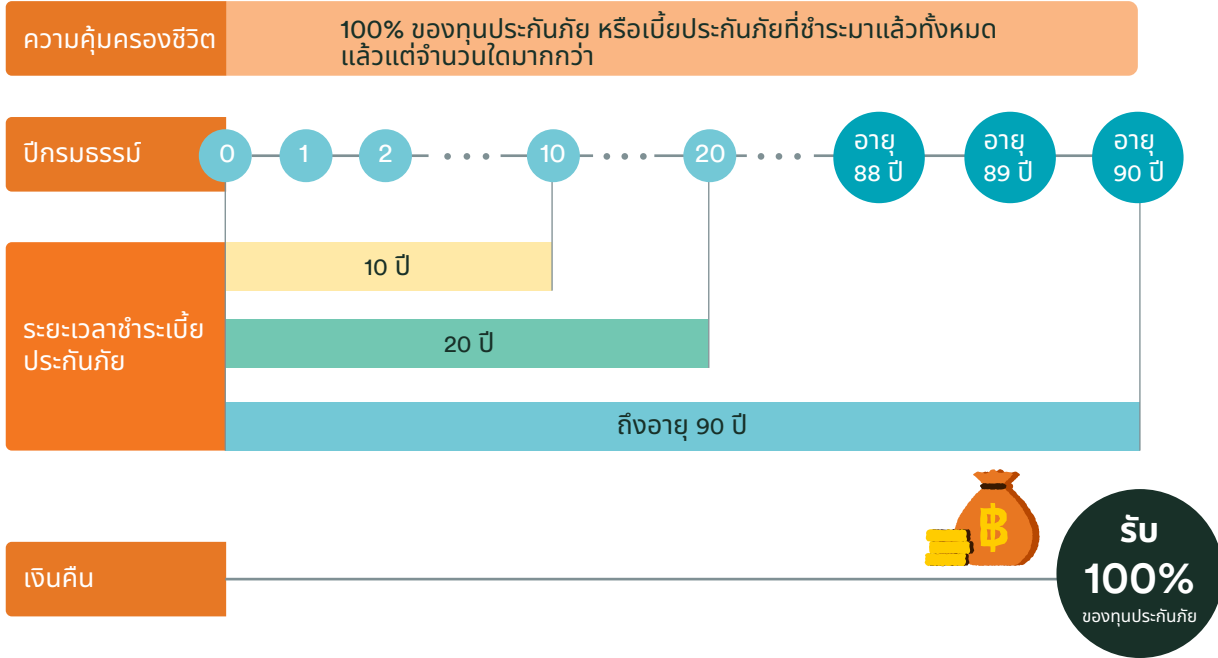 ความคุ้มครองชีวิต
100% ของทุนประกันภัย หรือเบี้ยประกันภัยที่ชำระมาแล้วทั้งหมด
แล้วแต่จำนวนใดมากกว่า
ปีกรมธรรม์
0
1
2
10
20
อายุ
88 ปี
อายุ
89 ปี
อายุ
90 ปี
ระยะเวลาชำระเบี้ย
ประกันภัย
10 ปี
20 ปี
ถึงอายุ 90 ปี
เงินคืน
฿
รับ
100%
ของทุนประกันภัย